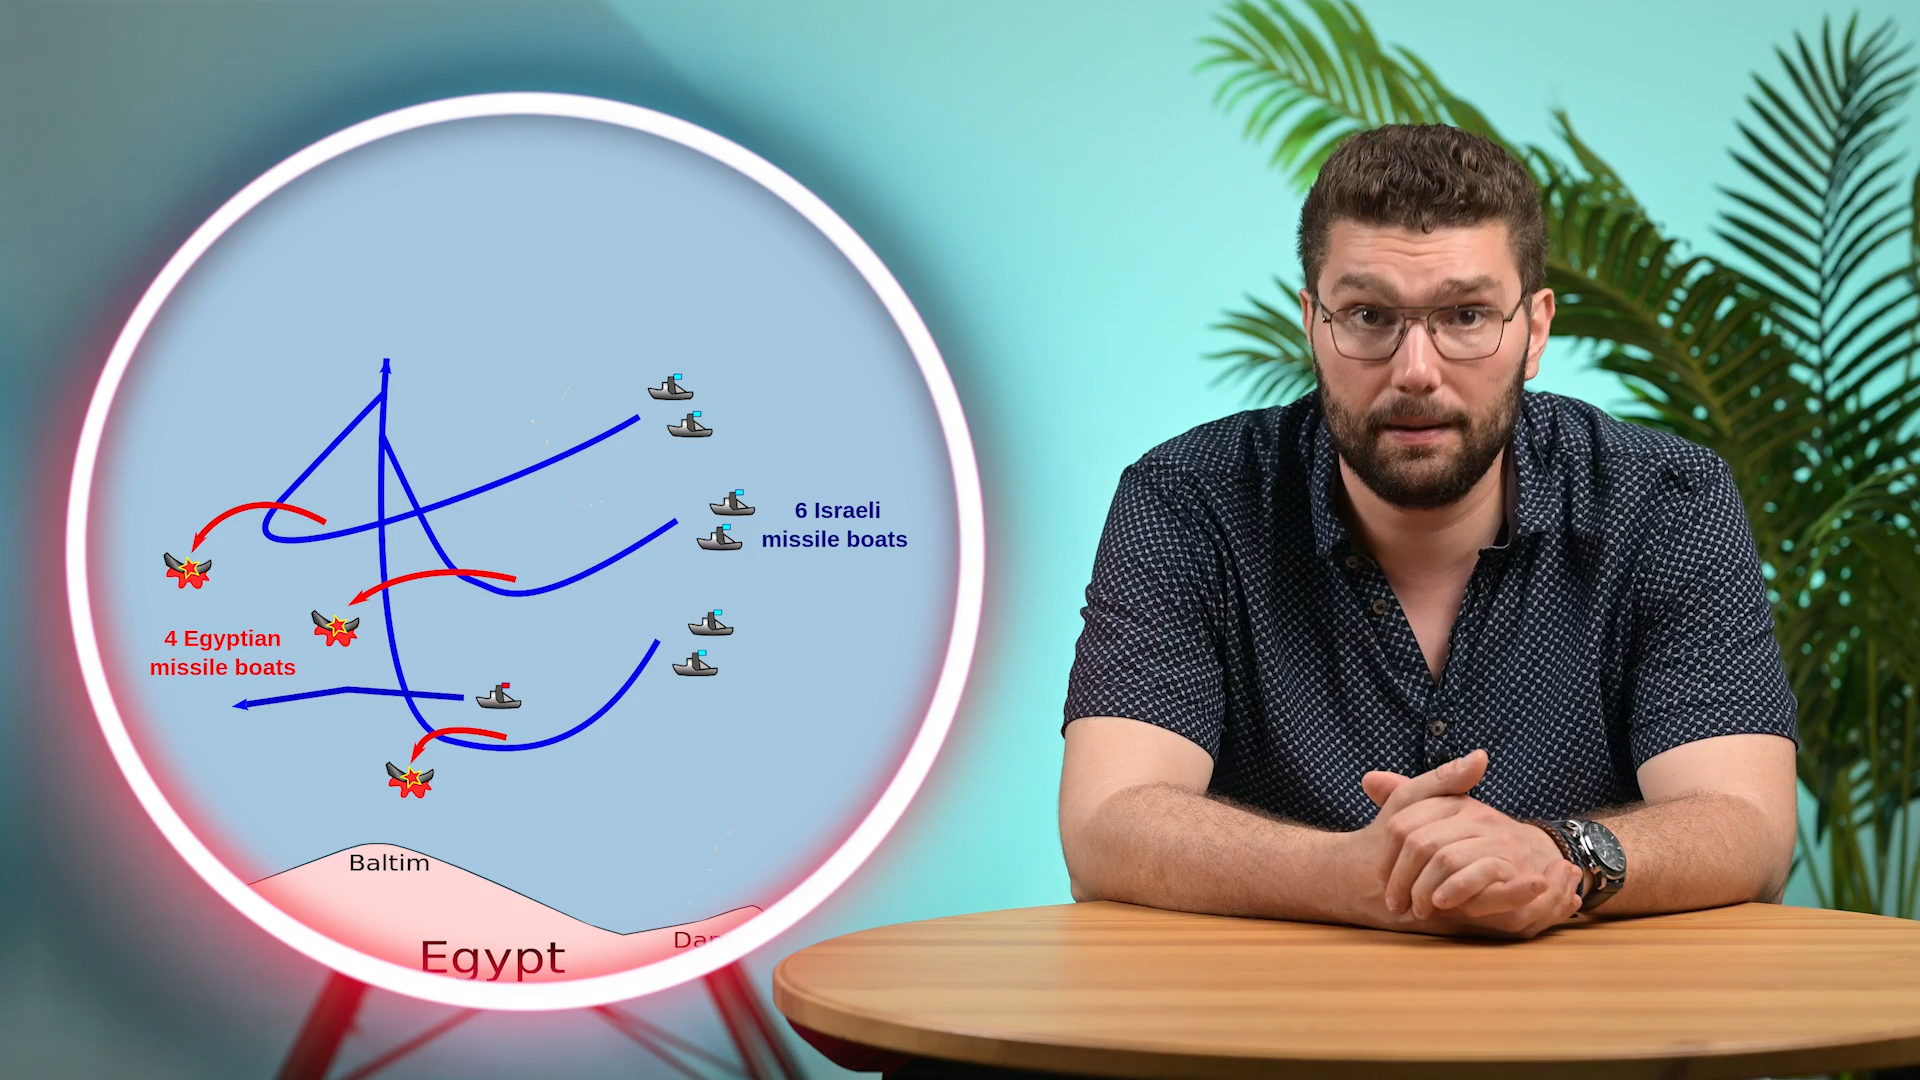 6 Israeli
missile boats
4 Egyptian
missile boats
Baltim
Egypt